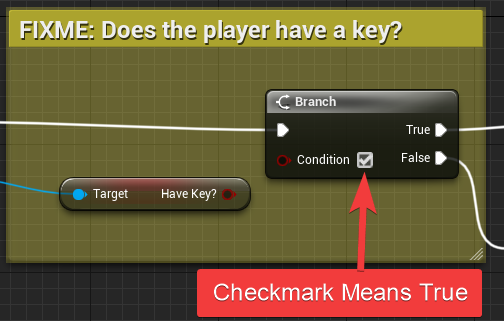 FIXME: Does the player have a key?
Branch
True
Condition
False
Target
Have Key?
Checkmark Means True